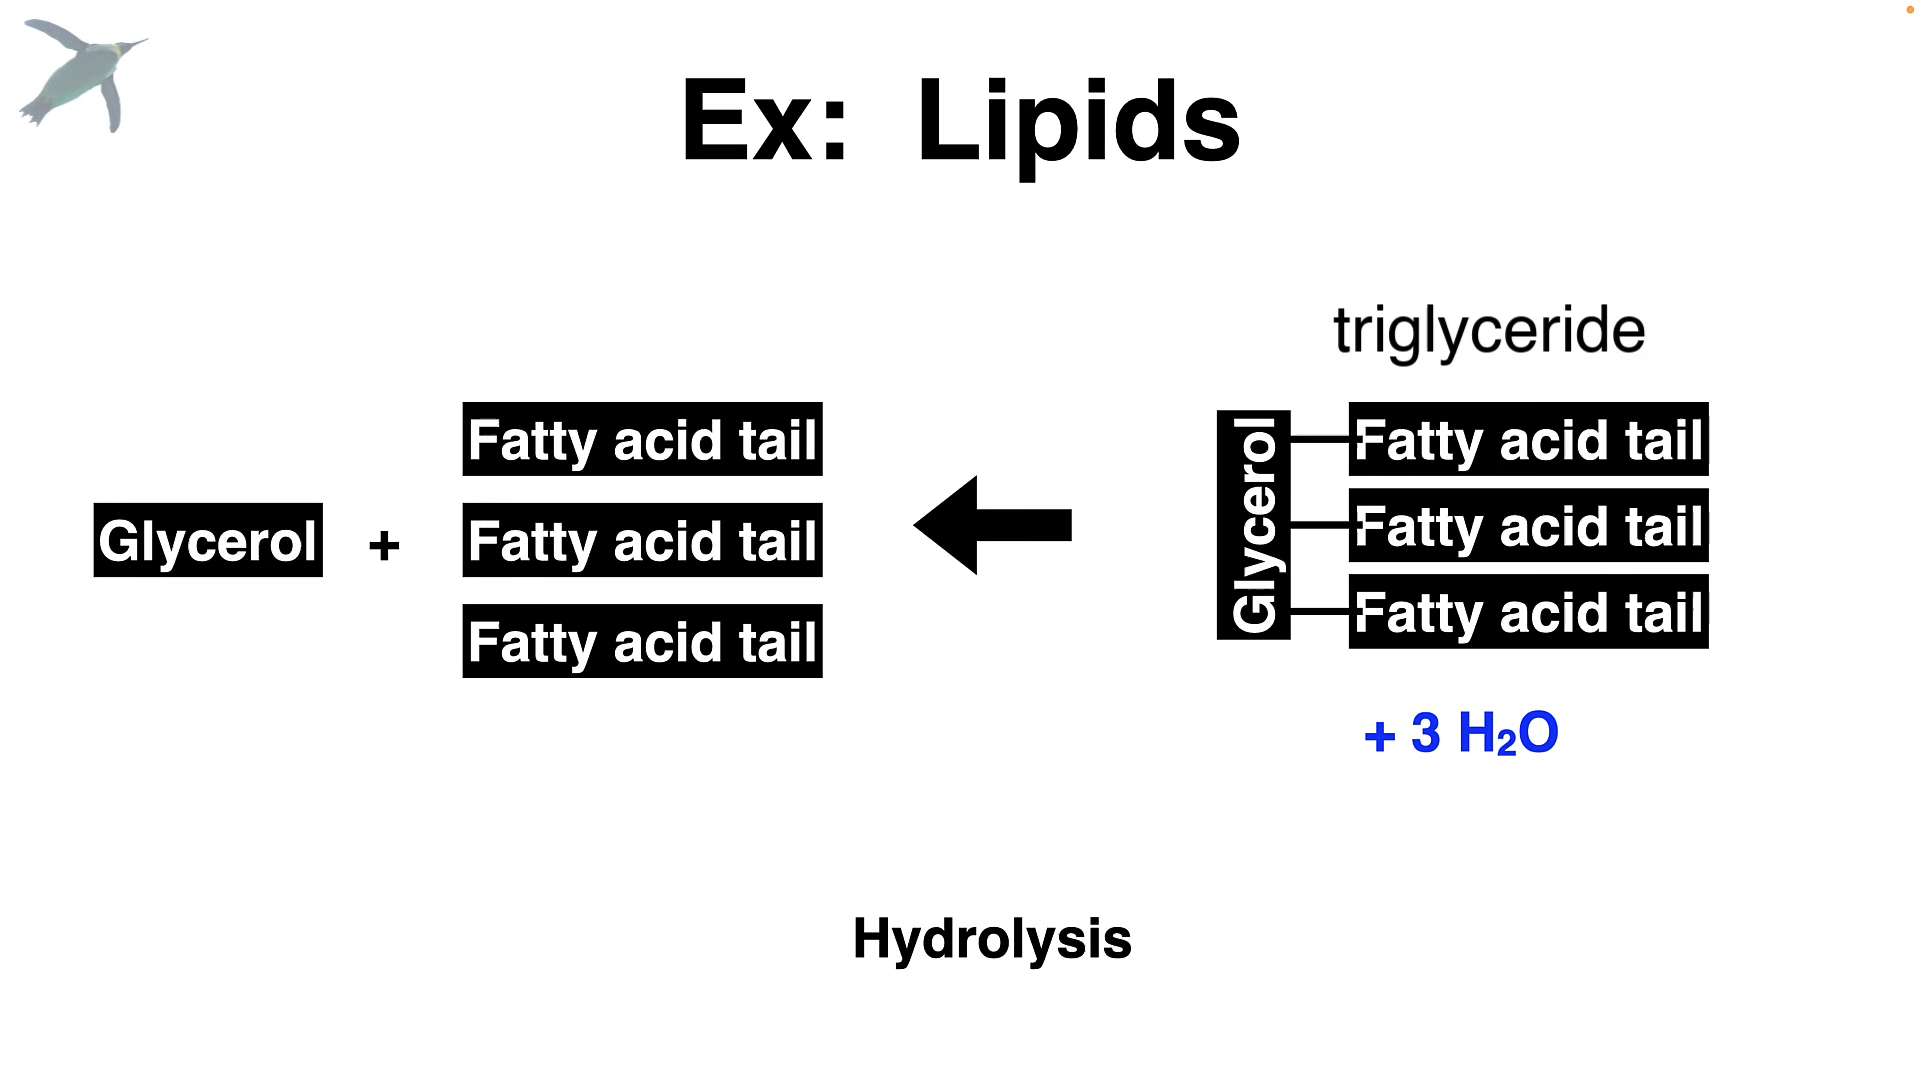 Ex: Lipids
triglyceride
Glycerol + Fatty acid tail
Fatty acid tail
Fatty acid tail
Glycerol
Fatty acid tail
Fatty acid tail
Fatty acid tail
+ 3 H₂O
Hydrolysis